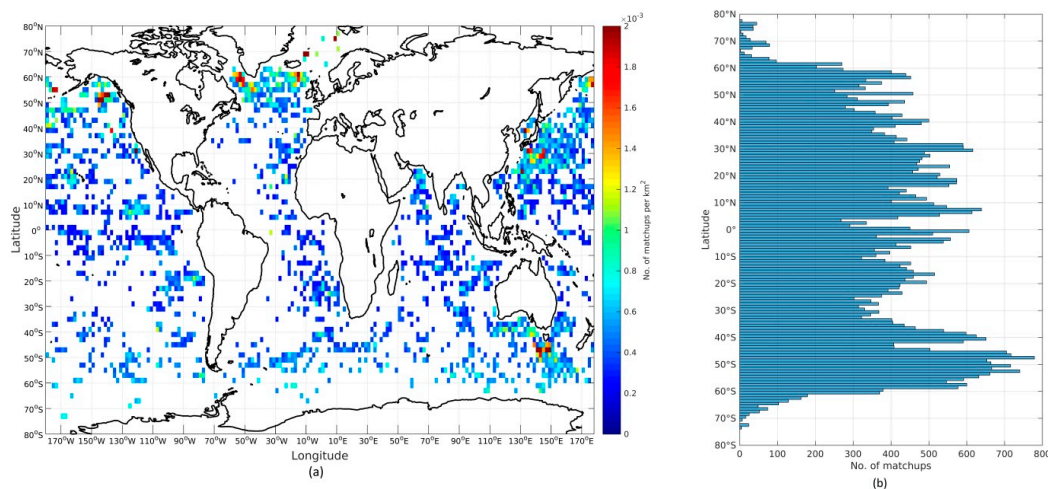 80°N
70°N
60°N
50°N
40°N
30°N
20°N
10°N
0°
10°S
20°S
30°S
40°S
50°S
60°S
70°S
80°S
Latitude
170°W 150°W 130°W 110°W 90°W 70°W 50°W 30°W 10°W 10°E 30°E 50°E 70°E 90°E 110°E 130°E 150°E 170°E
Longitude
(a)
×10⁻³
2
1.8
1.6
1.4
1.2
1
0.8
0.6
0.4
0.2
0
No. of matchups per km²
80°N
70°N
60°N
50°N
40°N
30°N
20°N
10°N
0°
10°S
20°S
30°S
40°S
50°S
60°S
70°S
80°S
Latitude
0 100 200 300 400 500 600 700 800
No. of matchups
(b)